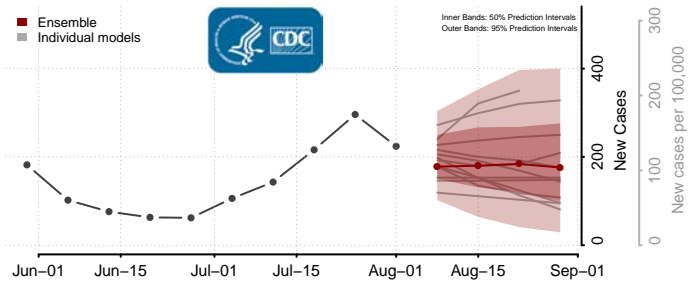 Ensemble
Individual models
CDC
Inner Bands: 50% Prediction Intervals
Outer Bands: 95% Prediction Intervals
0
200
400
New Cases
0
100
200
300
New cases per 100,000
Jun−01
Jun−15
Jul−01
Jul−15
Aug−01
Aug−15
Sep−01